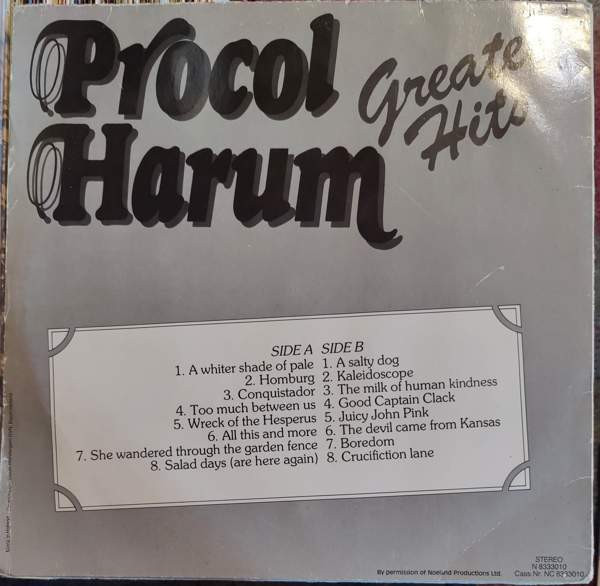 Procol
Harum
Greate
Hits
SIDE A
1. A whiter shade of pale
2. Homburg
3. Conquistador
4. Too much between us
5. Wreck of the Hesperus
6. All this and more
7. She wandered through the garden fence
8. Salad days (are here again)
SIDE B
1. A salty dog
2. Kaleidoscope
3. The milk of human kindness
4. Good Captain Clack
5. Juicy John Pink
6. The devil came from Kansas
7. Boredom
8. Crucifiction lane
By permission of Noelund Productions Ltd.
STEREO
N 8333010
Cass. Nr. NC 8333010